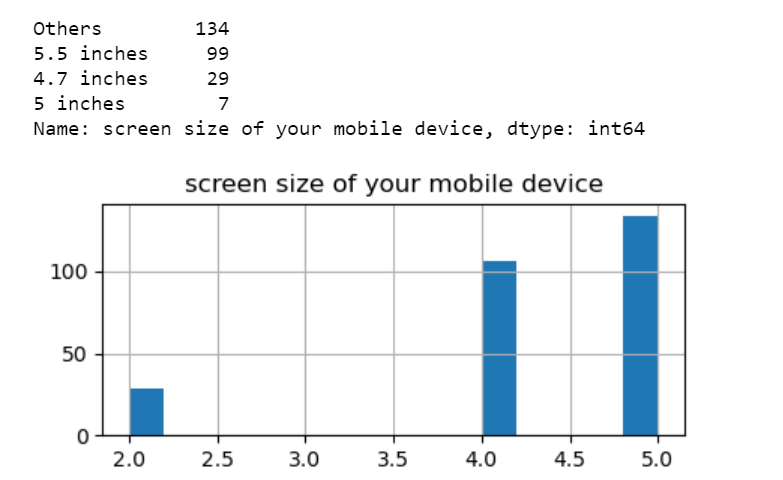 Others 134
5.5 inches 99
4.7 inches 29
5 inches 7
Name: screen size of your mobile device, dtype: int64
screen size of your mobile device
100
50
0
2.0 2.5 3.0 3.5 4.0 4.5 5.0